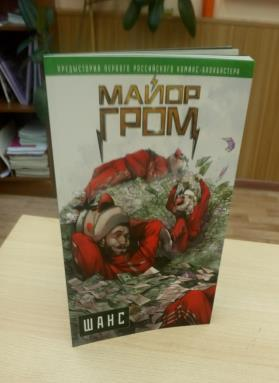 ПРЕДЫСТОРИЯ ПЕРВОГО РОССИЙСКОГО КОМИКС-БЛОКБАСТЕРА
МАЙОР
ГРОМ
ШАНС